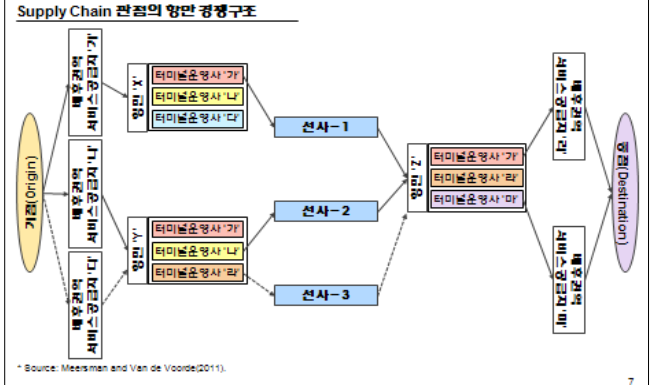 Supply Chain 관점의 항만 경쟁구조
기점(Origin)
배후권역
서비스공급자 '가'
배후권역
서비스공급자 '나'
배후권역
서비스공급자 '다'
항만 'X'
터미널운영사 '가'
터미널운영사 '나'
터미널운영사 '다'
항만 'Y'
터미널운영사 '가'
터미널운영사 '나'
터미널운영사 '라'
선사-1
선사-2
선사-3
항만 'Z'
터미널운영사 '가'
터미널운영사 '라'
터미널운영사 '마'
배후권역
서비스공급자 '라'
배후권역
서비스공급자 '마'
종점(Destination)
* Source: Meersman and Van de Voorde(2011).
7